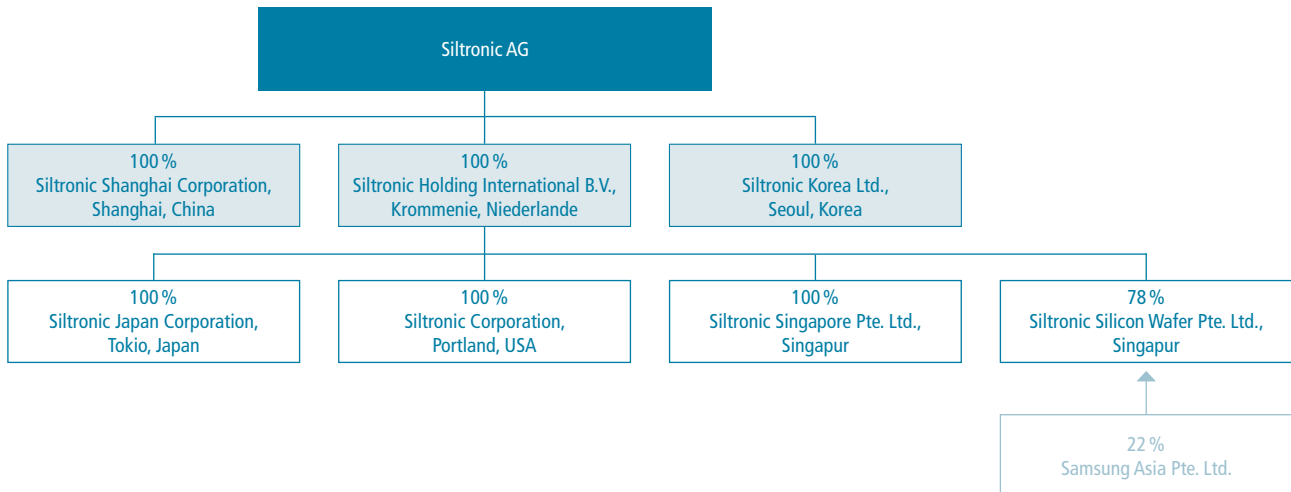 Siltronic AG
100 %
Siltronic Shanghai Corporation,
Shanghai, China
100 %
Siltronic Holding International B.V.,
Krommenie, Niederlande
100 %
Siltronic Korea Ltd.,
Seoul, Korea
100 %
Siltronic Japan Corporation,
Tokio, Japan
100 %
Siltronic Corporation,
Portland, USA
100 %
Siltronic Singapore Pte. Ltd.,
Singapur
78 %
Siltronic Silicon Wafer Pte. Ltd.,
Singapur
22 %
Samsung Asia Pte. Ltd.